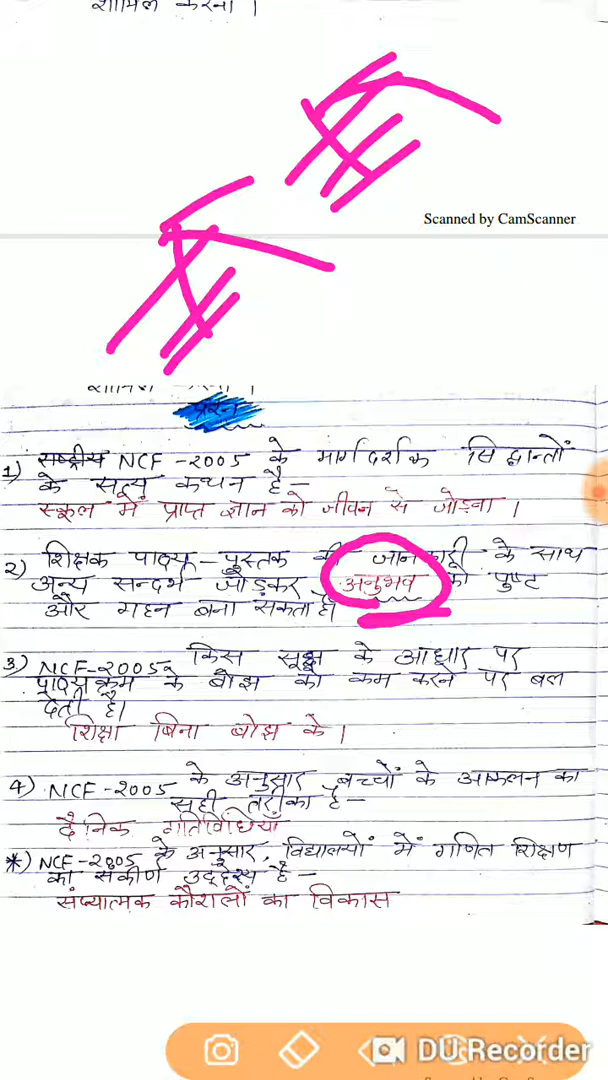 शामिल करना ।
Scanned by CamScanner
शामिल करना ।
प्रश्न
1) राष्ट्रीय NCF-2005 के मार्गदर्शक सिद्धान्तों
के सत्य कथन है -
स्कूल में प्राप्त ज्ञान को जीवन से जोड़ना ।
2) शिक्षक पाठ्य-पुस्तक की जानकारी के साथ
अन्य सन्दर्भ जोड़कर अनुभव को पुष्ट
और गहन बना सकता है।
3) NCF-2005 किस सूत्र के आधार पर
पाठ्यक्रम के बोझ को कम करने पर बल
देती है।
शिक्षा बिना बोझ के ।
4) NCF-2005 के अनुसार बच्चों के आकलन का
सही तरीका है -
दैनिक गतिविधियाँ
*) NCF-2005 के अनुसार, विद्यालयों में गणित शिक्षण
का संकीर्ण उद्देश्य है -
संख्यात्मक कौशलों का विकास
DU Recorder